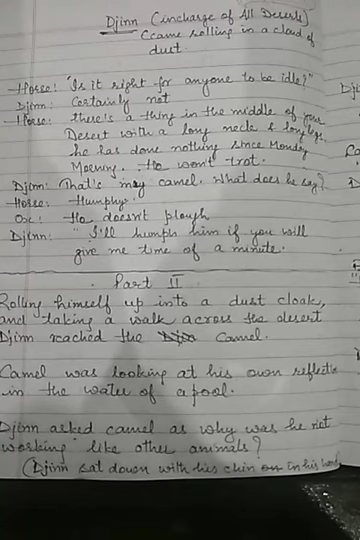 Djinn (incharge of All Deserts)
(came rolling in a cloud of
dust.
Horse: "Is it right for anyone to be idle?"
Djinn: Certainly not
Horse: there's a thing in the middle of your
Desert with a long neck & long legs
he has done nothing since Monday
Morning. He won't trot.
Djinn: That's my camel. What does he say?
Horse: Humph
Ox: He doesn't plough
Djinn: "I'll humph him if you will
give me time of a minute.
Part II
Rolling himself up into a dust cloak,
and taking a walk across the desert
Djinn reached the camel.
Camel was looking at his own reflectio
in the water of a pool.
Djinn asked camel as why was he not
working like other animals?
(Djinn sat down with his chin on in his hand